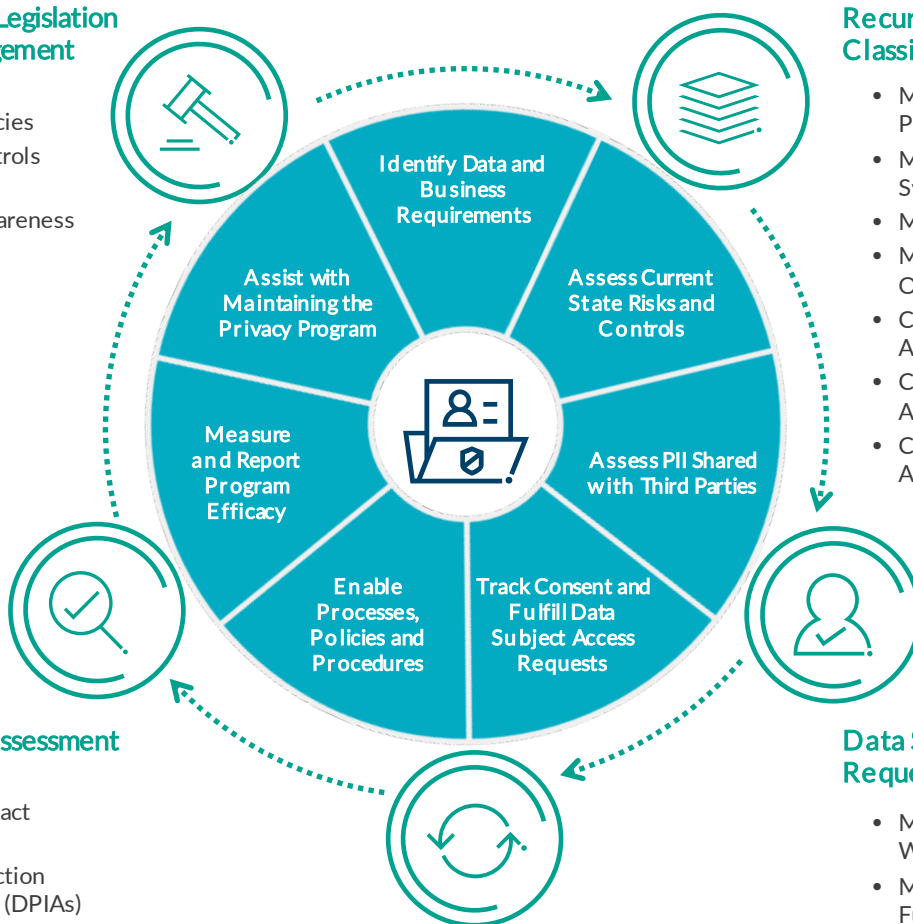 Legislation
cies
trols
Identify Data and
Business
Requirements
Assist with
Maintaining the
Privacy Program
Assess Current
State Risks and
Controls
Measure
and Report
Program
Efficacy
Assess PII Shared
with Third Parties
Enable
Processes,
Policies and
Procedures
Track Consent and
Fulfill Data
Subject Access
Requests
Recur
Classi
• M
P
• M
Sy
• M
• M
O
• C
A
• C
A
• C
A
gement
areness
ssessment
act
ction
(DPIAs)
Data S
Reque
• M
W
• M